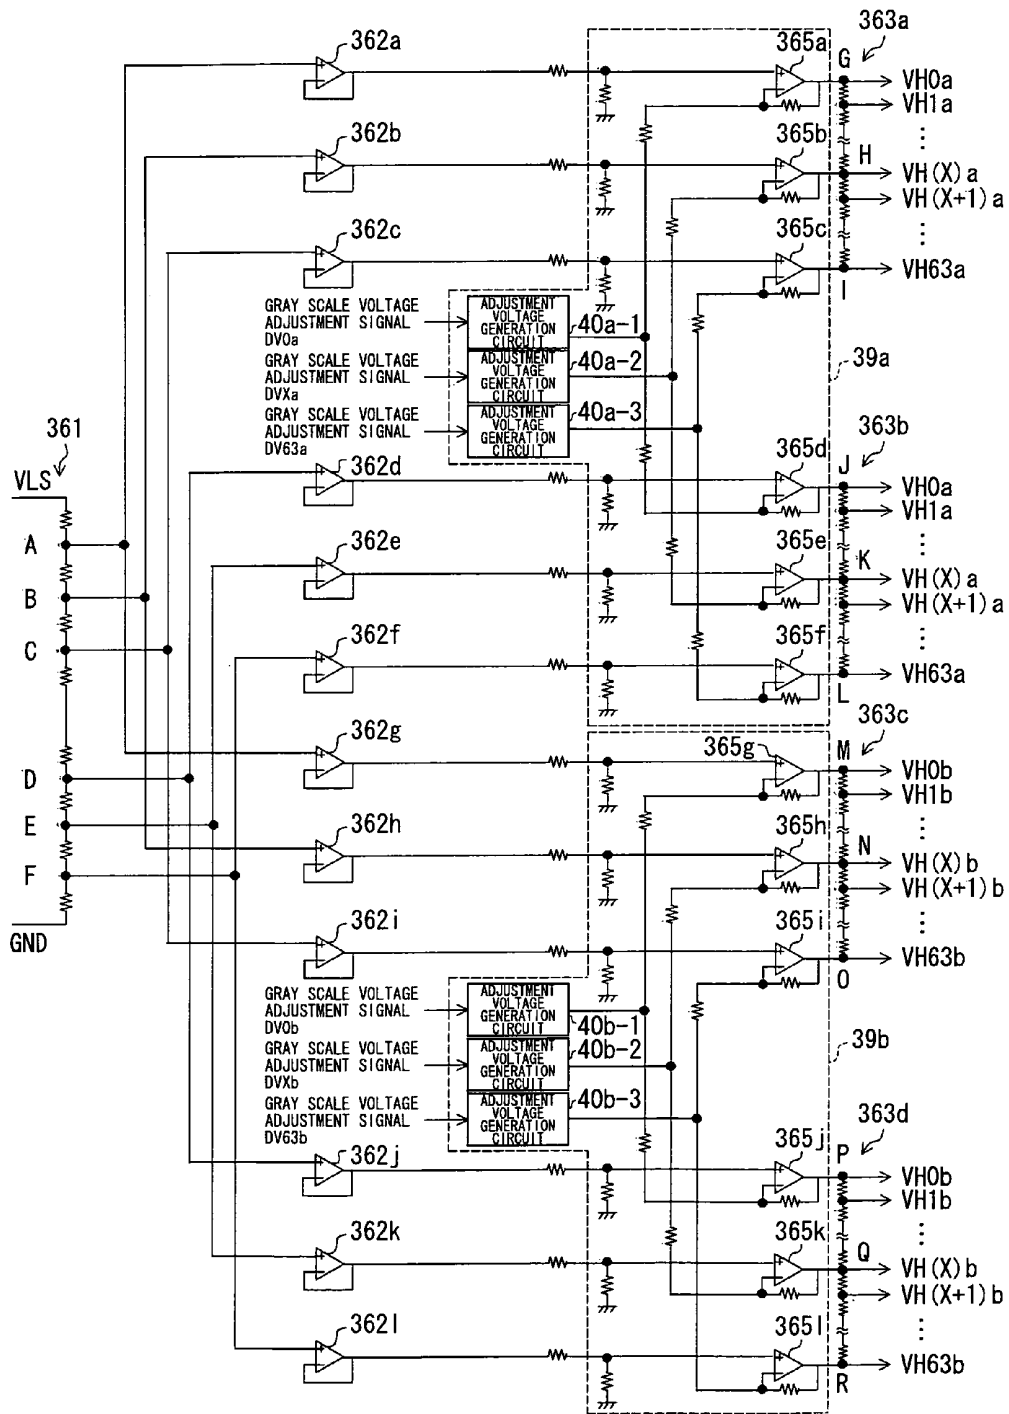 362a
365a
G
363a
VH0a
VH1a
362b
365b
H
VH(X)a
VH(X+1)a
362c
365c
VH63a
I
GRAY SCALE VOLTAGE
ADJUSTMENT SIGNAL
DV0a
ADJUSTMENT
VOLTAGE
GENERATION
CIRCUIT
40a-1
GRAY SCALE VOLTAGE
ADJUSTMENT SIGNAL
DVXa
ADJUSTMENT
VOLTAGE
GENERATION
CIRCUIT
40a-2
39a
GRAY SCALE VOLTAGE
ADJUSTMENT SIGNAL
DV63a
ADJUSTMENT
VOLTAGE
GENERATION
CIRCUIT
40a-3
361
VLS
363b
362d
365d
J
VH0a
VH1a
A
362e
365e
K
VH(X)a
B
VH(X+1)a
362f
365f
C
VH63a
L
362g
365g
M
363c
VH0b
D
VH1b
362h
365h
E
N
VH(X)b
F
VH(X+1)b
362i
365i
GND
VH63b
O
GRAY SCALE VOLTAGE
ADJUSTMENT SIGNAL
DV0b
ADJUSTMENT
VOLTAGE
GENERATION
CIRCUIT
40b-1
GRAY SCALE VOLTAGE
ADJUSTMENT SIGNAL
DVXb
ADJUSTMENT
VOLTAGE
GENERATION
CIRCUIT
40b-2
39b
GRAY SCALE VOLTAGE
ADJUSTMENT SIGNAL
DV63b
ADJUSTMENT
VOLTAGE
GENERATION
CIRCUIT
40b-3
363d
362j
365j
P
VH0b
VH1b
362k
365k
Q
VH(X)b
VH(X+1)b
362l
365l
VH63b
R